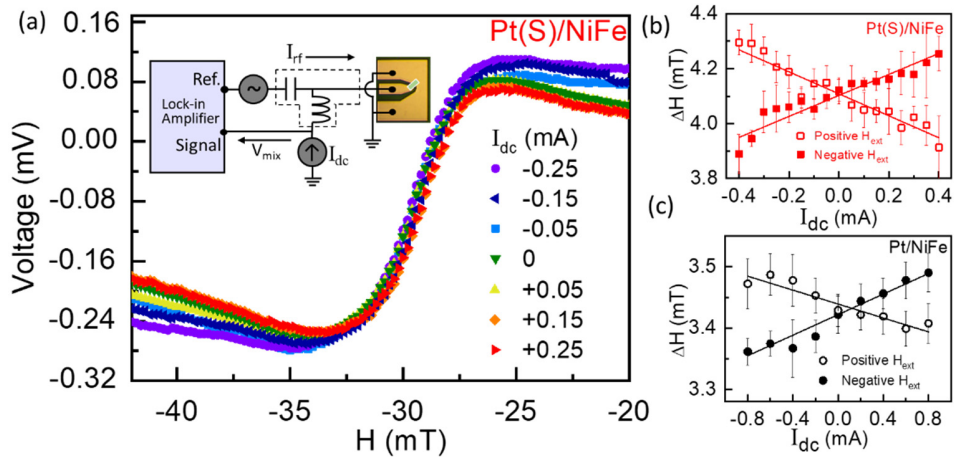 (a)
Pt(S)/NiFe
Voltage (mV)
0.16
0.08
0.00
-0.08
-0.16
-0.24
-0.32
-40
-35
-30
-25
-20
H (mT)
Ref.
Lock-in
Amplifier
Signal
I_rf
V_mix
I_dc
I_dc (mA)
-0.25
-0.15
-0.05
0
+0.05
+0.15
+0.25
(b)
Pt(S)/NiFe
ΔH (mT)
4.4
4.2
4.0
3.8
Positive H_ext
Negative H_ext
-0.4
-0.2
0.0
0.2
0.4
I_dc (mA)
(c)
Pt/NiFe
ΔH (mT)
3.5
3.4
3.3
Positive H_ext
Negative H_ext
-0.8
-0.4
0.0
0.4
0.8
I_dc (mA)